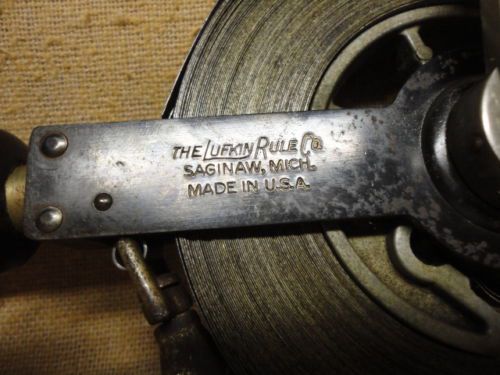 THE LUFKIN RULE CO.
SAGINAW, MICH.
MADE IN U.S.A.